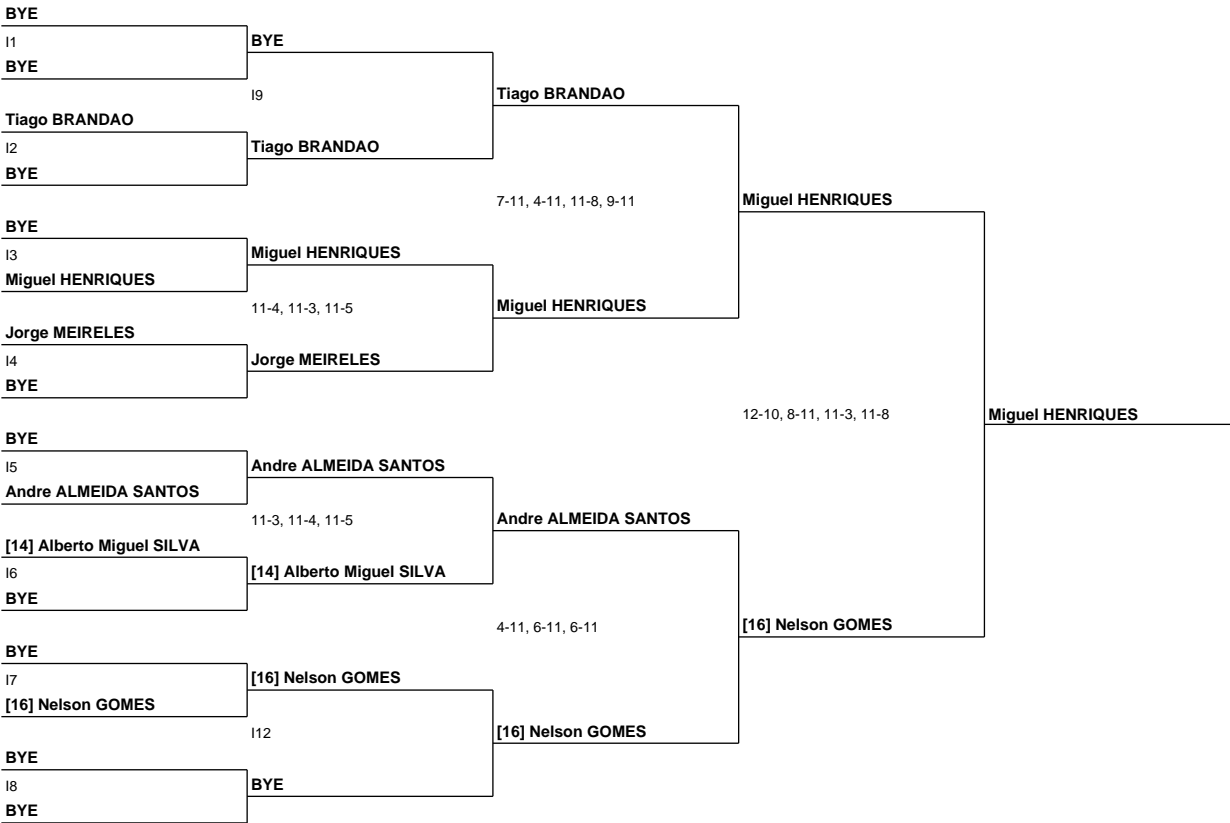 BYE
I1
BYE
BYE
I9
Tiago BRANDAO
Tiago BRANDAO
I2
Tiago BRANDAO
BYE
7-11, 4-11, 11-8, 9-11
Miguel HENRIQUES
BYE
I3
Miguel HENRIQUES
Miguel HENRIQUES
11-4, 11-3, 11-5
Miguel HENRIQUES
Jorge MEIRELES
I4
Jorge MEIRELES
BYE
12-10, 8-11, 11-3, 11-8
Miguel HENRIQUES
BYE
I5
Andre ALMEIDA SANTOS
Andre ALMEIDA SANTOS
11-3, 11-4, 11-5
Andre ALMEIDA SANTOS
[14] Alberto Miguel SILVA
I6
[14] Alberto Miguel SILVA
BYE
4-11, 6-11, 6-11
[16] Nelson GOMES
BYE
I7
[16] Nelson GOMES
[16] Nelson GOMES
I12
[16] Nelson GOMES
BYE
I8
BYE
BYE